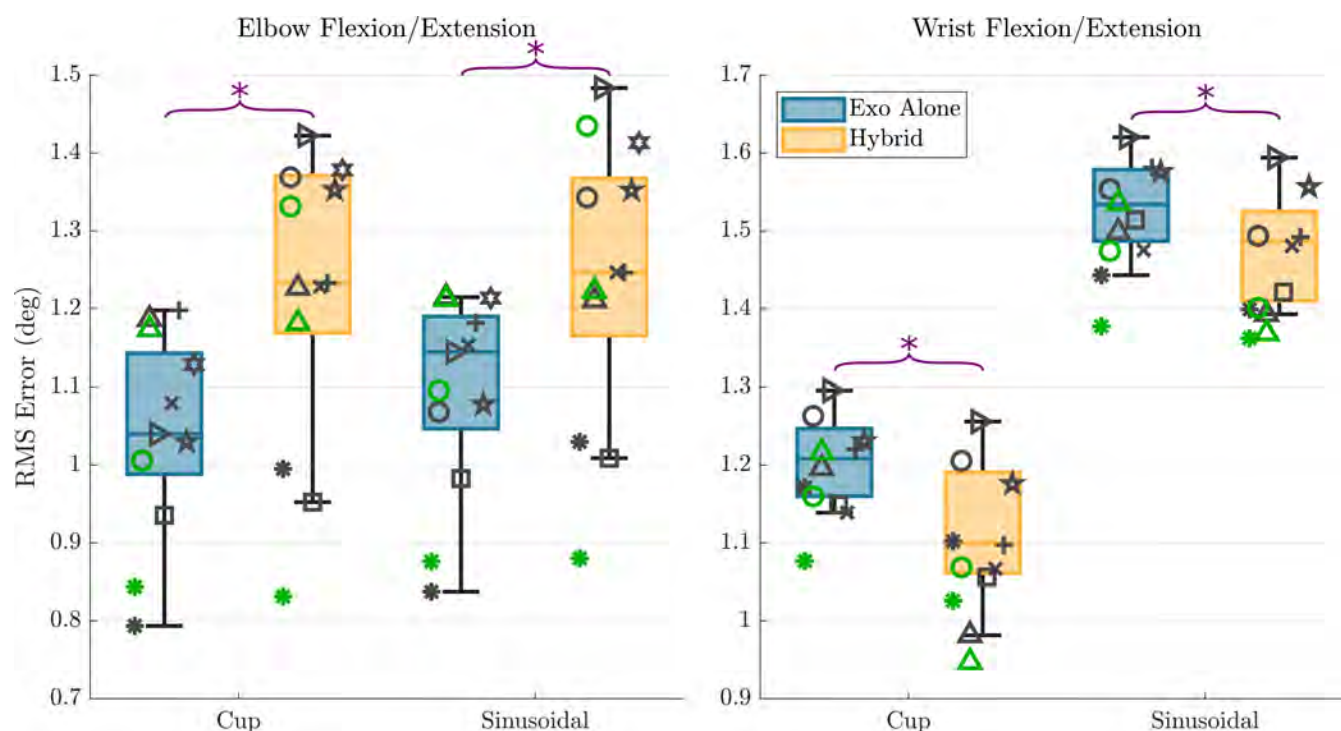 Elbow Flexion/Extension
Wrist Flexion/Extension
RMS Error (deg)
1.5
1.4
1.3
1.2
1.1
1
0.9
0.8
0.7
*
*
Cup
Sinusoidal
1.7
1.6
1.5
1.4
1.3
1.2
1.1
1
0.9
Exo Alone
Hybrid
*
*
Cup
Sinusoidal